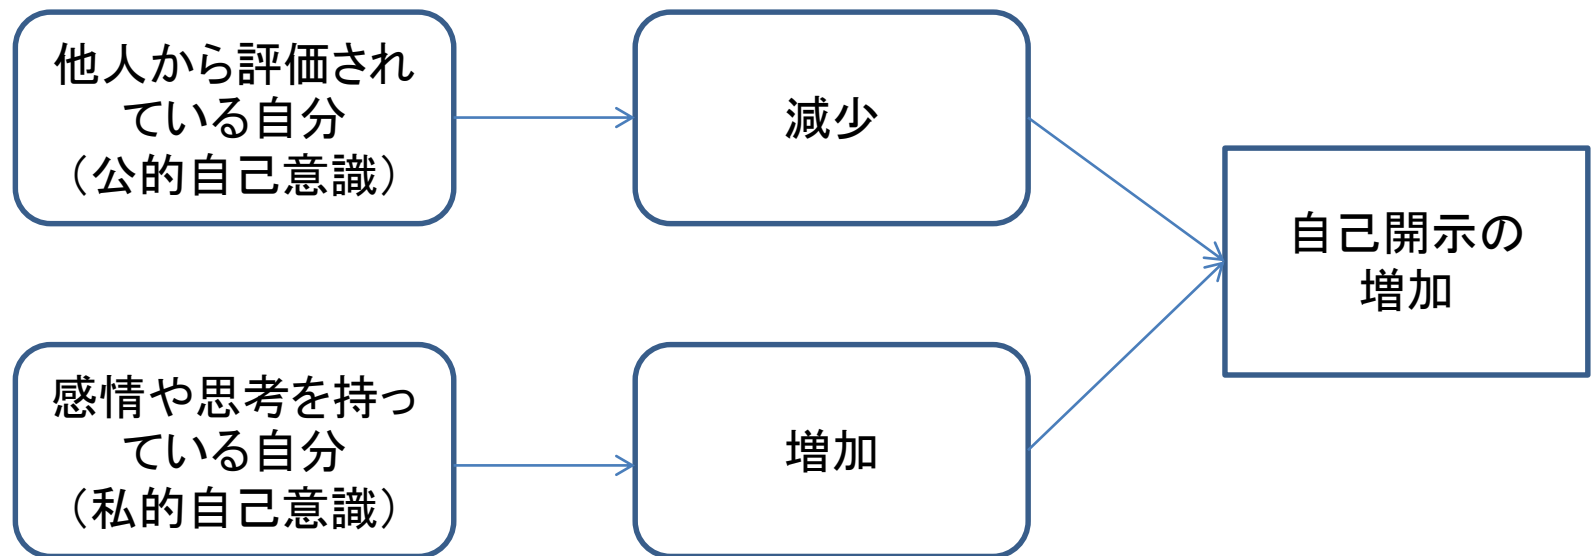 他人から評価され
ている自分
（公的自己意識）
減少
自己開示の
増加
感情や思考を持っ
ている自分
（私的自己意識）
増加